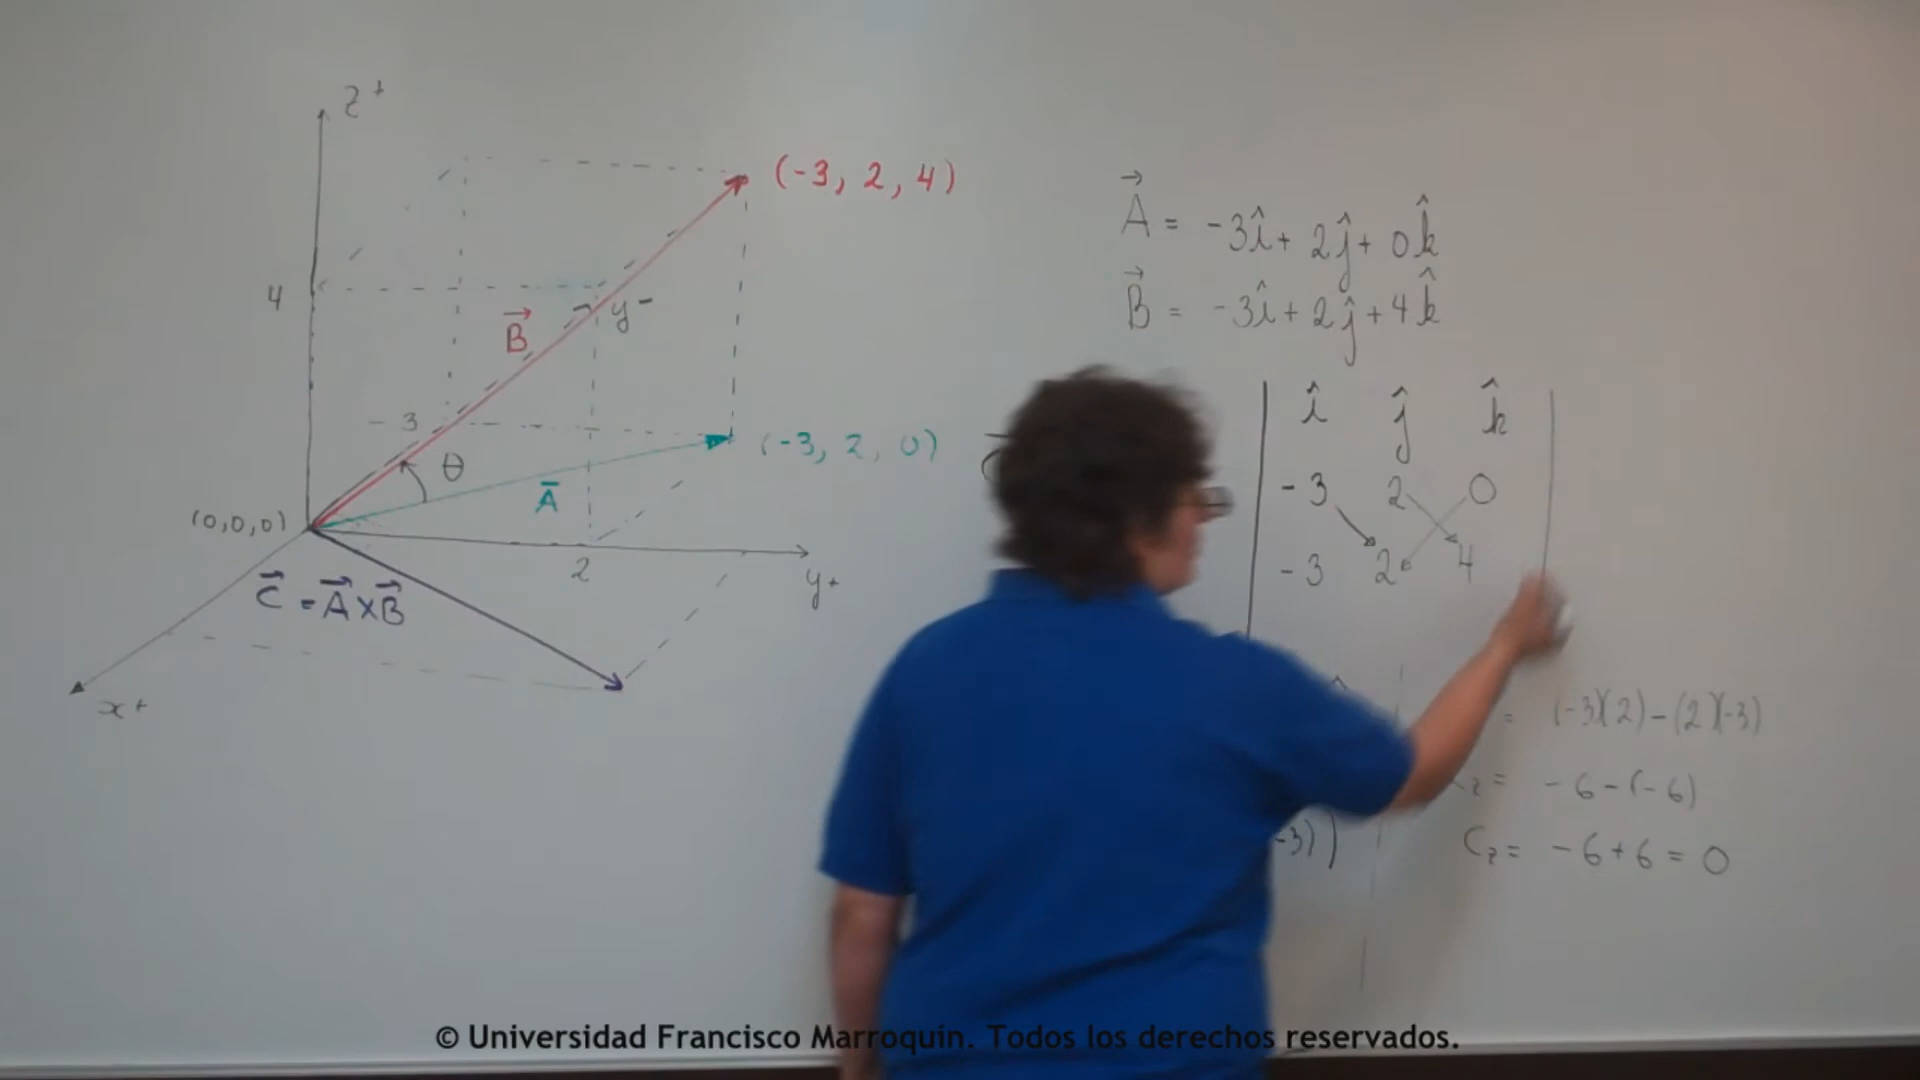 z+
(-3, 2, 4)
4
B⃗
y-
-3
θ
(-3, 2, 0)
A̅
(0,0,0)
2
y+
C⃗ = A⃗ x B⃗
x+
A⃗ = -3î + 2ĵ + 0k̂
B⃗ = -3î + 2ĵ + 4k̂
î ĵ k̂
-3 2 0
-3 2 4
= (-3)(2) - (2)(-3)
z = -6 - (-6)
Cz = -6 + 6 = 0
-3))
© Universidad Francisco Marroquín. Todos los derechos reservados.